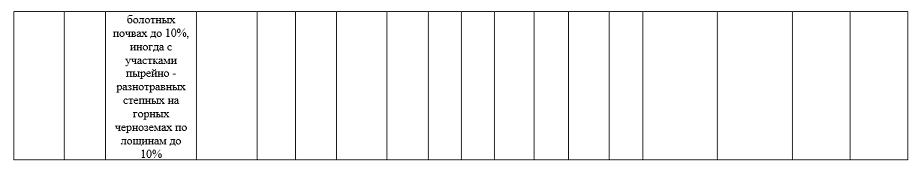 болотных
почвах до 10%,
иногда с
участками
пырейно -
разнотравных
степных на
горных
черноземах по
лощинам до
10%